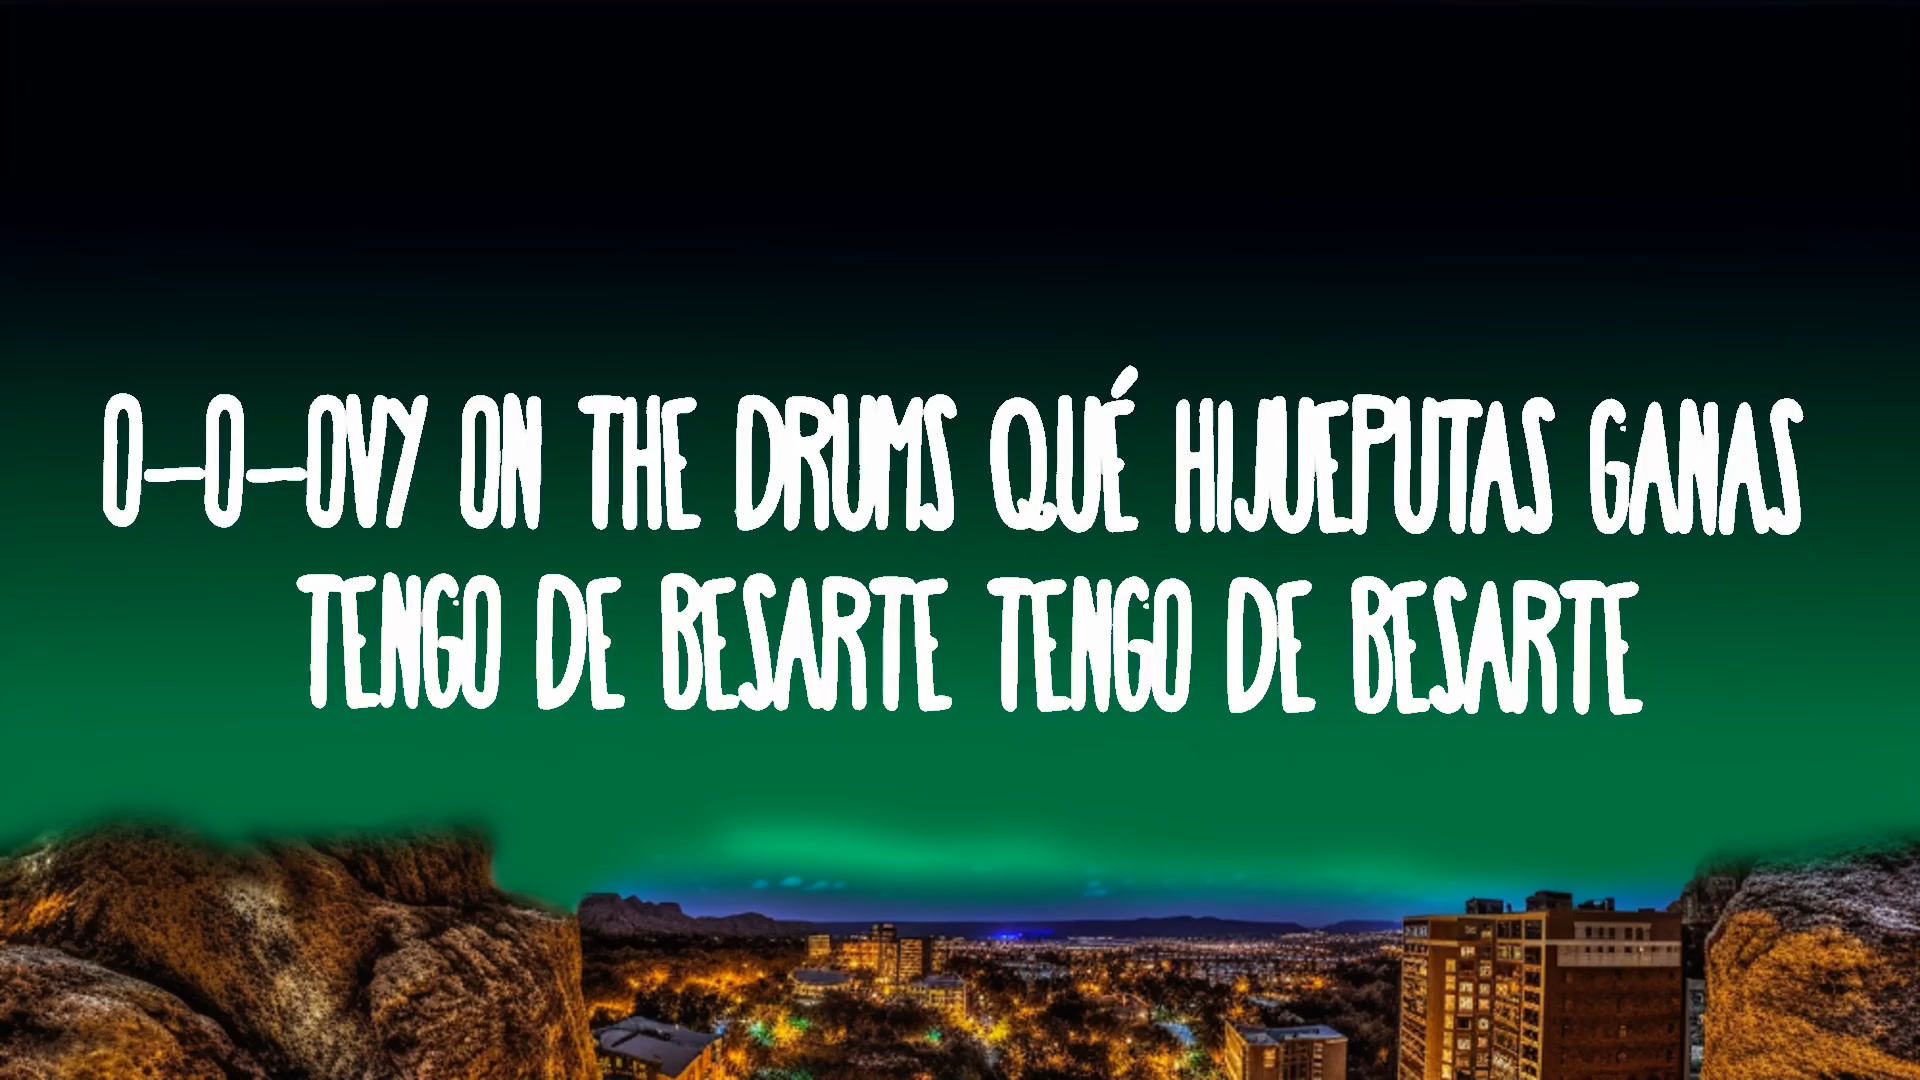 O-O-OVY ON THE DRUMS QUÉ HIJUEPUTAS GANAS
TENGO DE BESARTE TENGO DE BESARTE